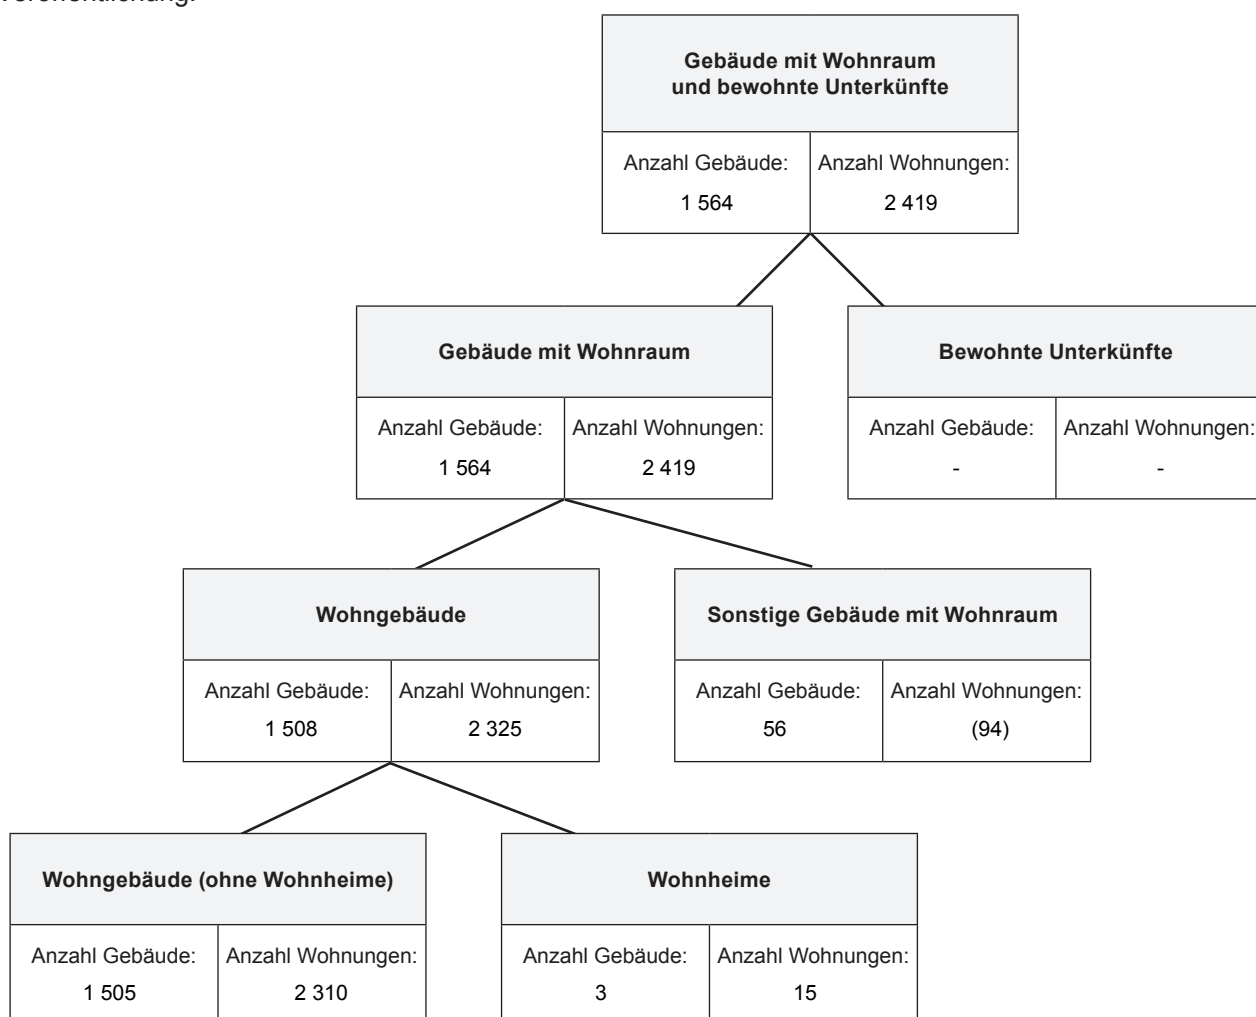 Veröffentlichung.
Gebäude mit Wohnraum
und bewohnte Unterkünfte
Anzahl Gebäude: Anzahl Wohnungen:
1 564 2 419
Gebäude mit Wohnraum Bewohnte Unterkünfte
Anzahl Gebäude: Anzahl Wohnungen: Anzahl Gebäude: Anzahl Wohnungen:
1 564 2 419 - -
Wohngebäude Sonstige Gebäude mit Wohnraum
Anzahl Gebäude: Anzahl Wohnungen: Anzahl Gebäude: Anzahl Wohnungen:
1 508 2 325 56 (94)
Wohngebäude (ohne Wohnheime) Wohnheime
Anzahl Gebäude: Anzahl Wohnungen: Anzahl Gebäude: Anzahl Wohnungen:
1 505 2 310 3 15